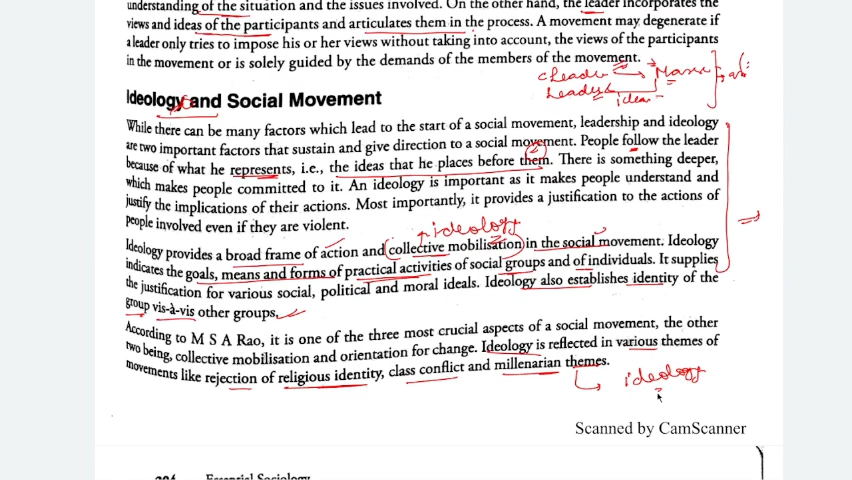 understanding of the situation and the issues involved. On the other hand, the leader incorporates the
views and ideas of the participants and articulates them in the process. A movement may degenerate if
a leader only tries to impose his or her views without taking into account, the views of the participants
in the movement or is solely guided by the demands of the members of the movement.
Leader
Leader
idea
Ideology and Social Movement
While there can be many factors which lead to the start of a social movement, leadership and ideology
are two important factors that sustain and give direction to a social movement. People follow the leader
because of what he represents, i.e., the ideas that he places before them. There is something deeper,
which makes people committed to it. An ideology is important as it makes people understand and
justify the implications of their actions. Most importantly, it provides a justification to the actions of
people involved even if they are violent.
ideology
Ideology provides a broad frame of action and collective mobilisation in the social movement. Ideology
indicates the goals, means and forms of practical activities of social groups and of individuals. It supplies
the justification for various social, political and moral ideals. Ideology also establishes identity of the
group vis-à-vis other groups.
According to M S A Rao, it is one of the three most crucial aspects of a social movement, the other
two being, collective mobilisation and orientation for change. Ideology is reflected in various themes of
movements like rejection of religious identity, class conflict and millenarian themes.
ideology
Scanned by CamScanner
Essential Sociology